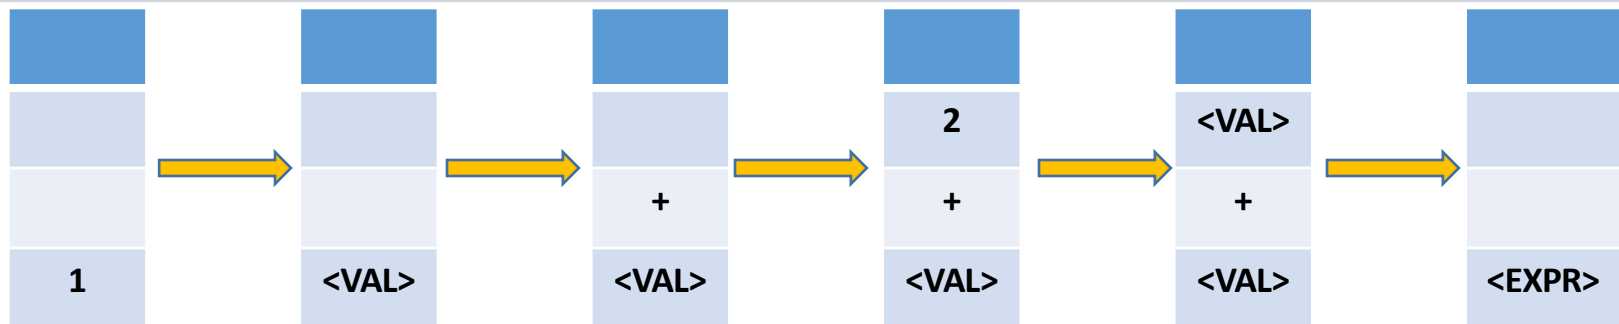 2 <VAL>
+ + +
1 <VAL> <VAL> <VAL> <VAL> <EXPR>